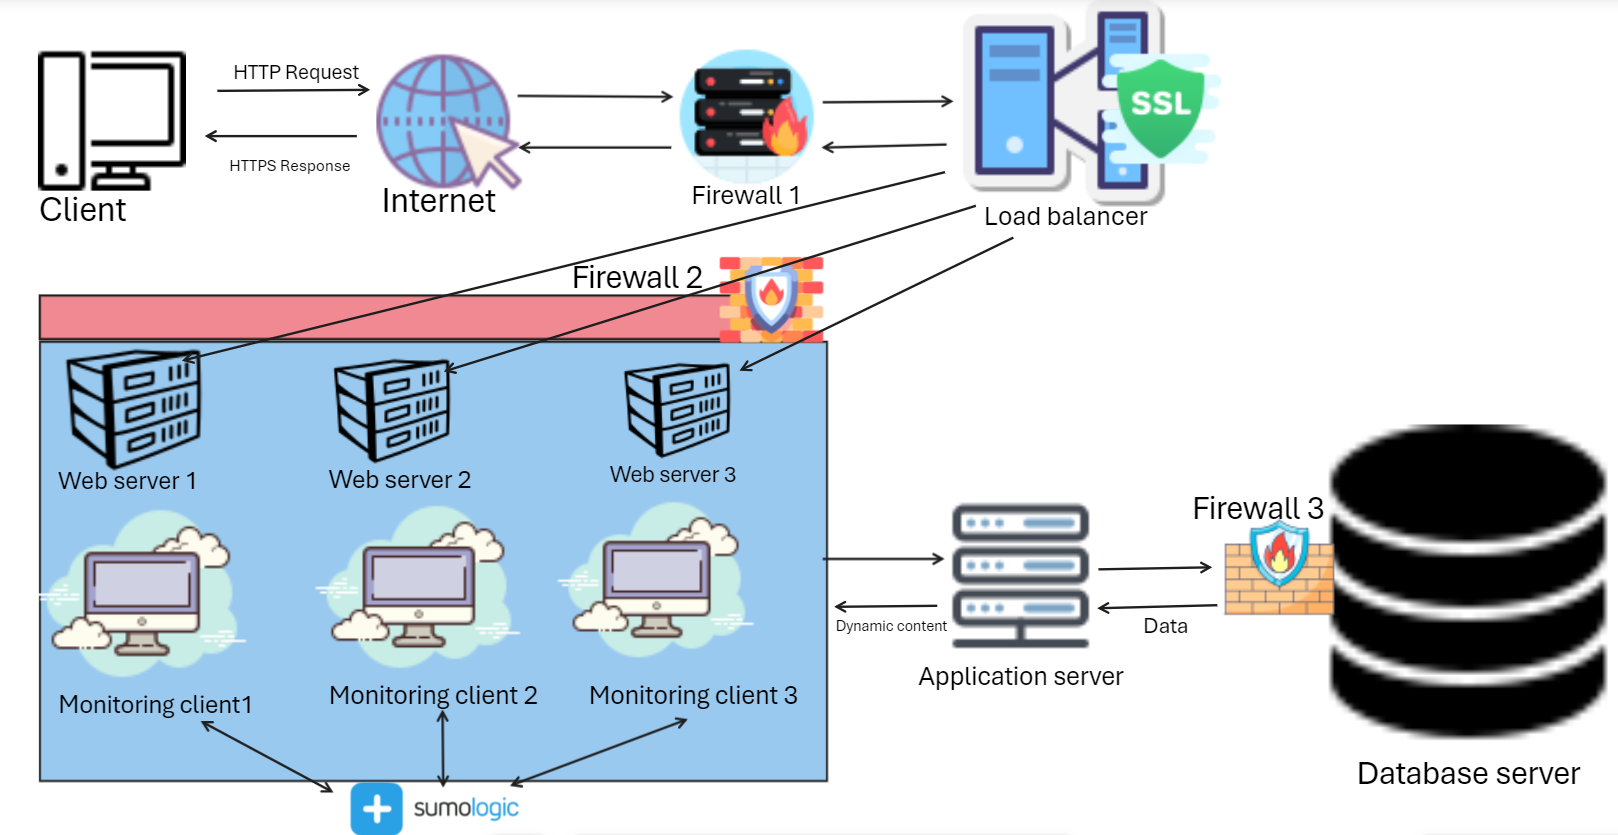 HTTP Request
HTTPS Response
Client
Internet
Firewall 1
SSL
Load balancer
Firewall 2
Web server 1
Web server 2
Web server 3
Monitoring client1
Monitoring client 2
Monitoring client 3
sumologic
Dynamic content
Application server
Data
Firewall 3
Database server